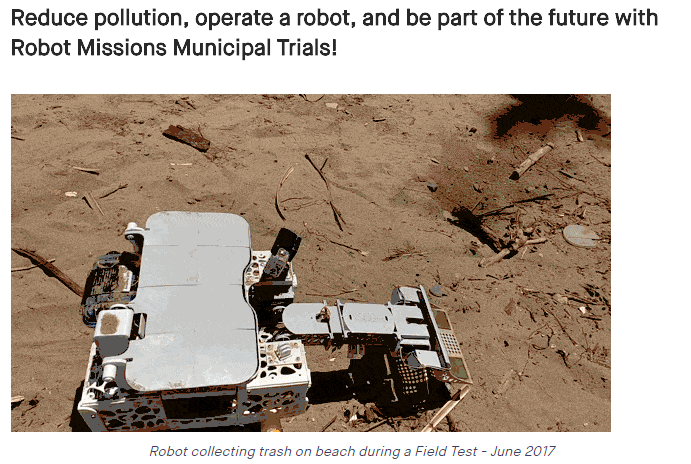 Reduce pollution, operate a robot, and be part of the future with
Robot Missions Municipal Trials!
Robot collecting trash on beach during a Field Test - June 2017